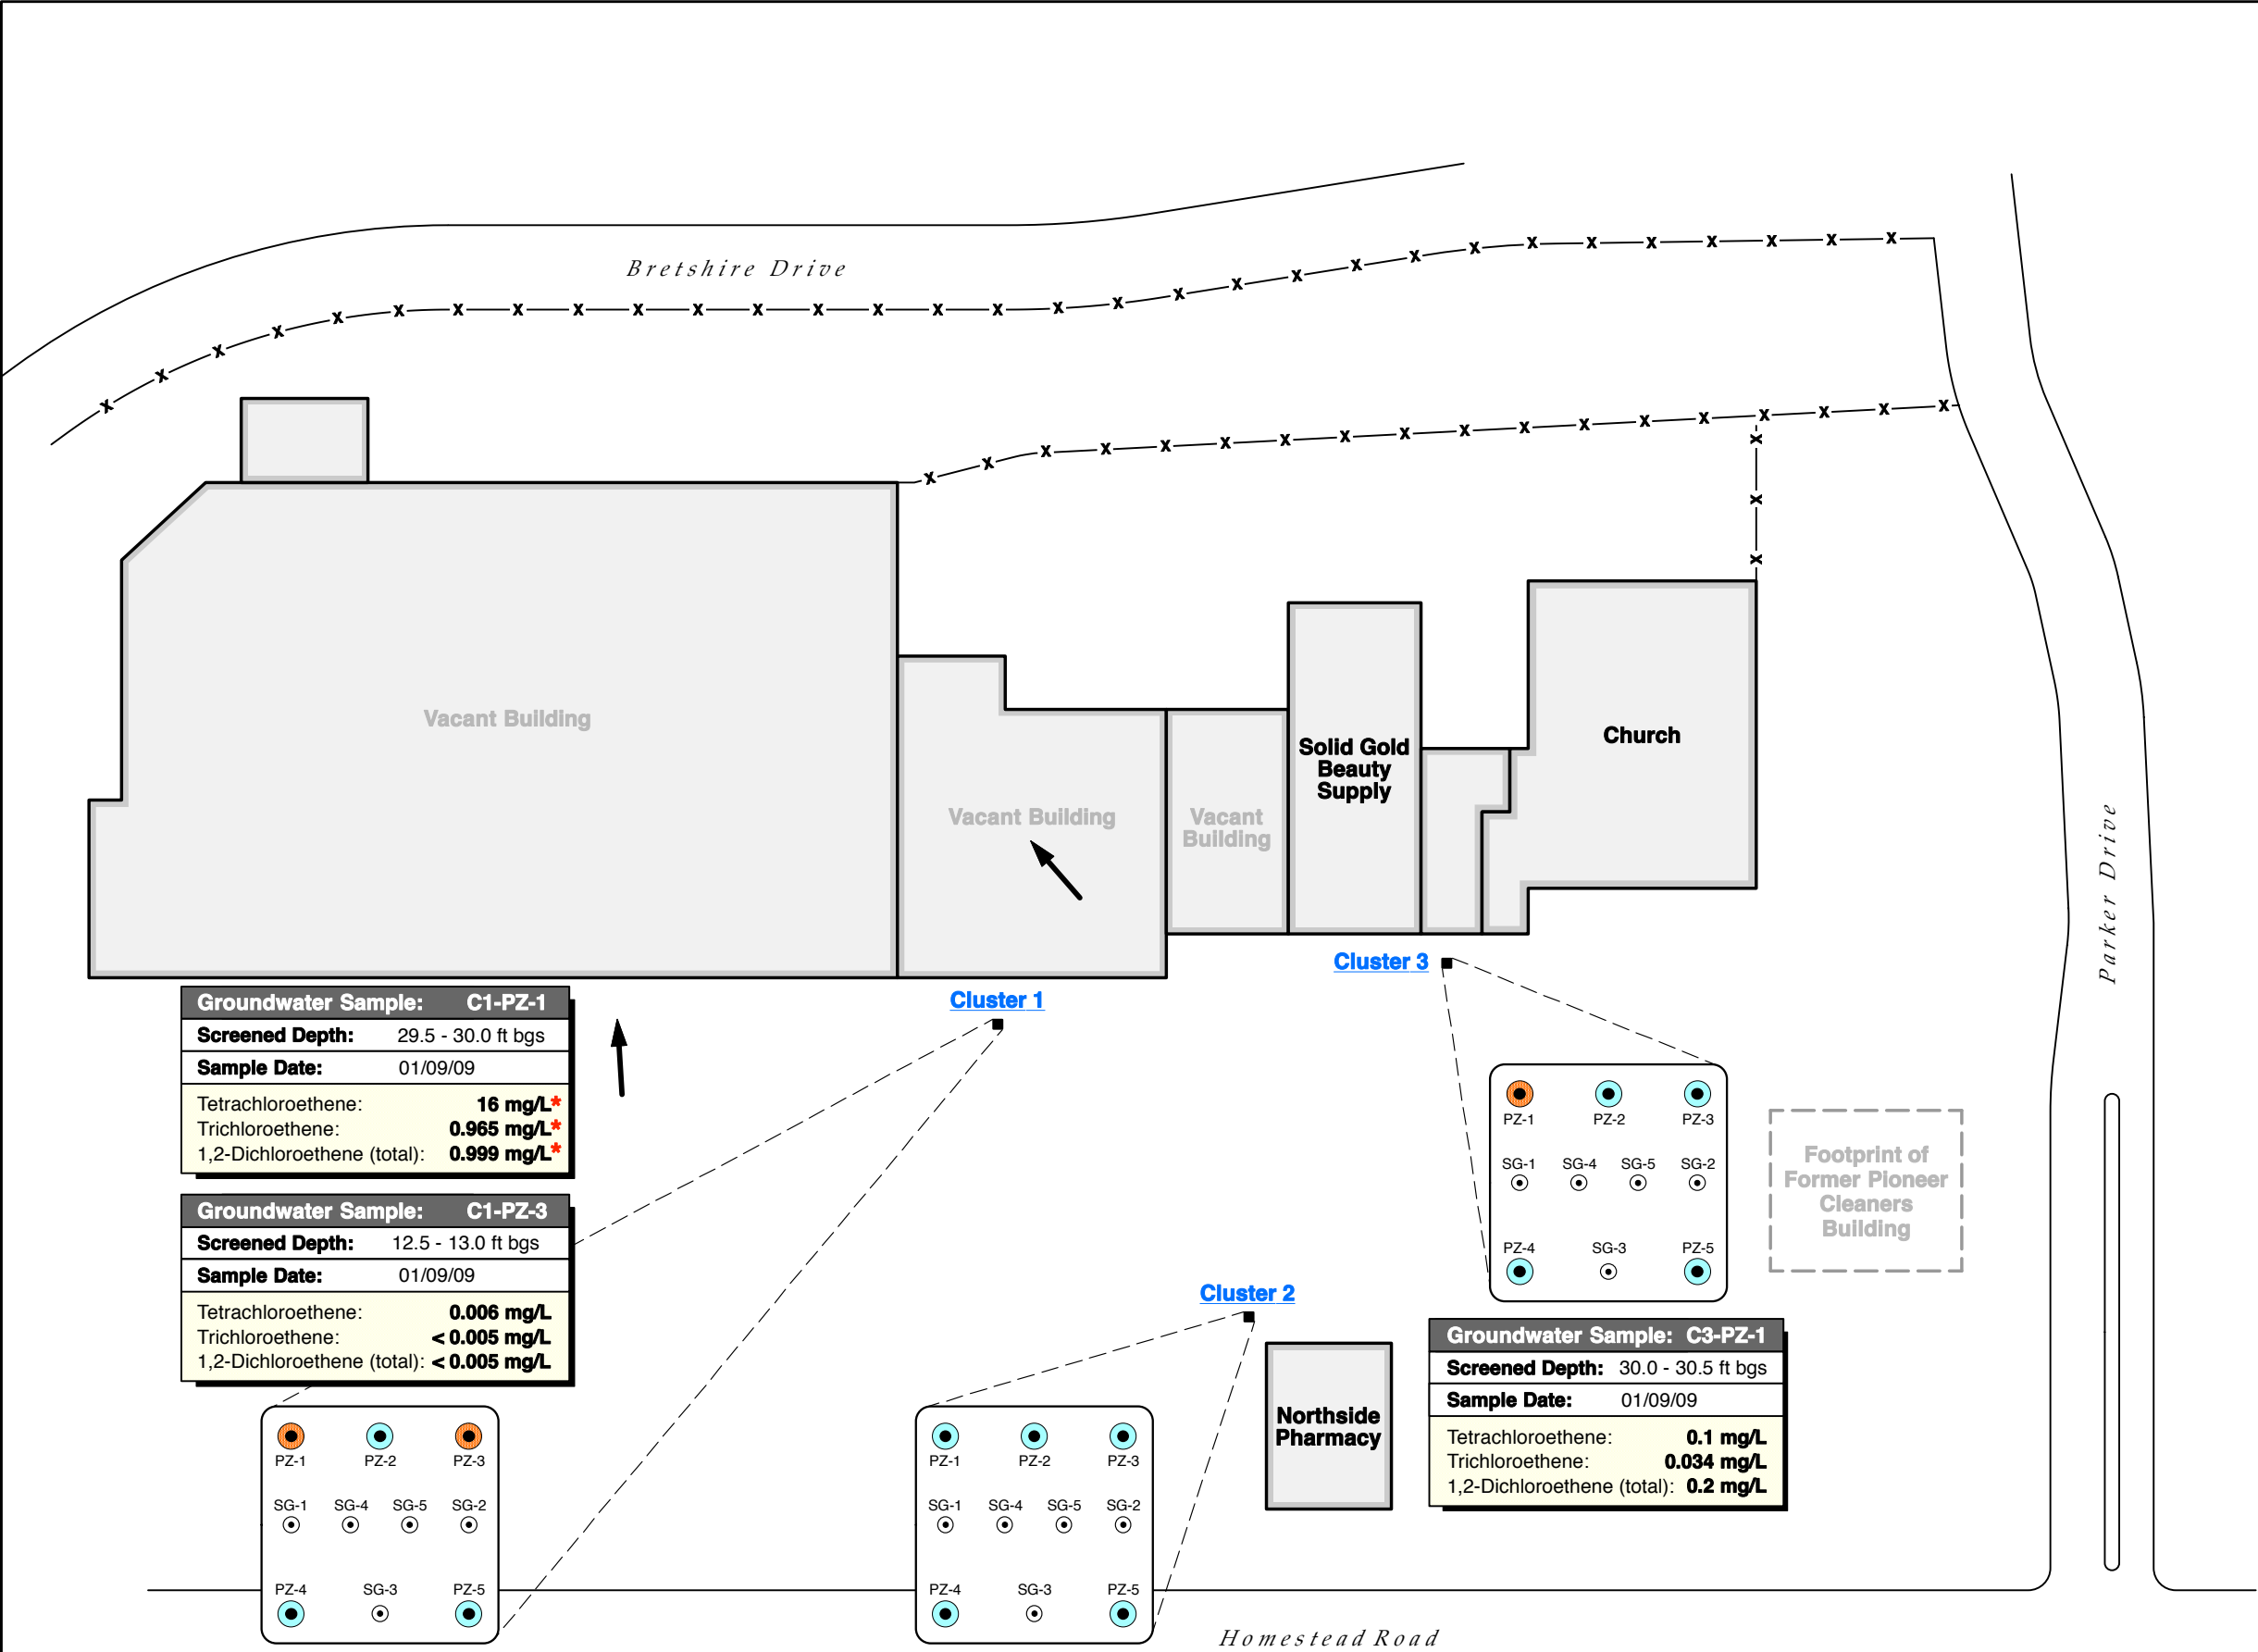 Bretshire Drive
Vacant Building
Vacant Building
Vacant
Building
Solid Gold
Beauty
Supply
Church
Parker Drive
Cluster 3
Cluster 1
Groundwater Sample: C1-PZ-1
Screened Depth: 29.5 - 30.0 ft bgs
Sample Date: 01/09/09
Tetrachloroethene: 16 mg/L*
Trichloroethene: 0.965 mg/L*
1,2-Dichloroethene (total): 0.999 mg/L*
Groundwater Sample: C1-PZ-3
Screened Depth: 12.5 - 13.0 ft bgs
Sample Date: 01/09/09
Tetrachloroethene: 0.006 mg/L
Trichloroethene: < 0.005 mg/L
1,2-Dichloroethene (total): < 0.005 mg/L
PZ-1 PZ-2 PZ-3
SG-1 SG-4 SG-5 SG-2
PZ-4 SG-3 PZ-5
Footprint of
Former Pioneer
Cleaners
Building
Cluster 2
Northside
Pharmacy
Groundwater Sample: C3-PZ-1
Screened Depth: 30.0 - 30.5 ft bgs
Sample Date: 01/09/09
Tetrachloroethene: 0.1 mg/L
Trichloroethene: 0.034 mg/L
1,2-Dichloroethene (total): 0.2 mg/L
PZ-1 PZ-2 PZ-3
SG-1 SG-4 SG-5 SG-2
PZ-4 SG-3 PZ-5
PZ-1 PZ-2 PZ-3
SG-1 SG-4 SG-5 SG-2
PZ-4 SG-3 PZ-5
Homestead Road